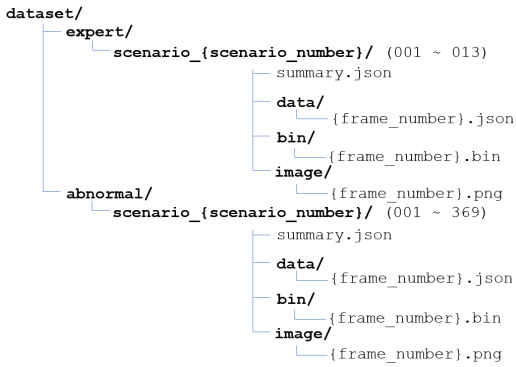 dataset/
expert/
scenario_{scenario_number}/ (001 ~ 013)
summary.json
data/
{frame_number}.json
bin/
{frame_number}.bin
image/
{frame_number}.png
abnormal/
scenario_{scenario_number}/ (001 ~ 369)
summary.json
data/
{frame_number}.json
bin/
{frame_number}.bin
image/
{frame_number}.png